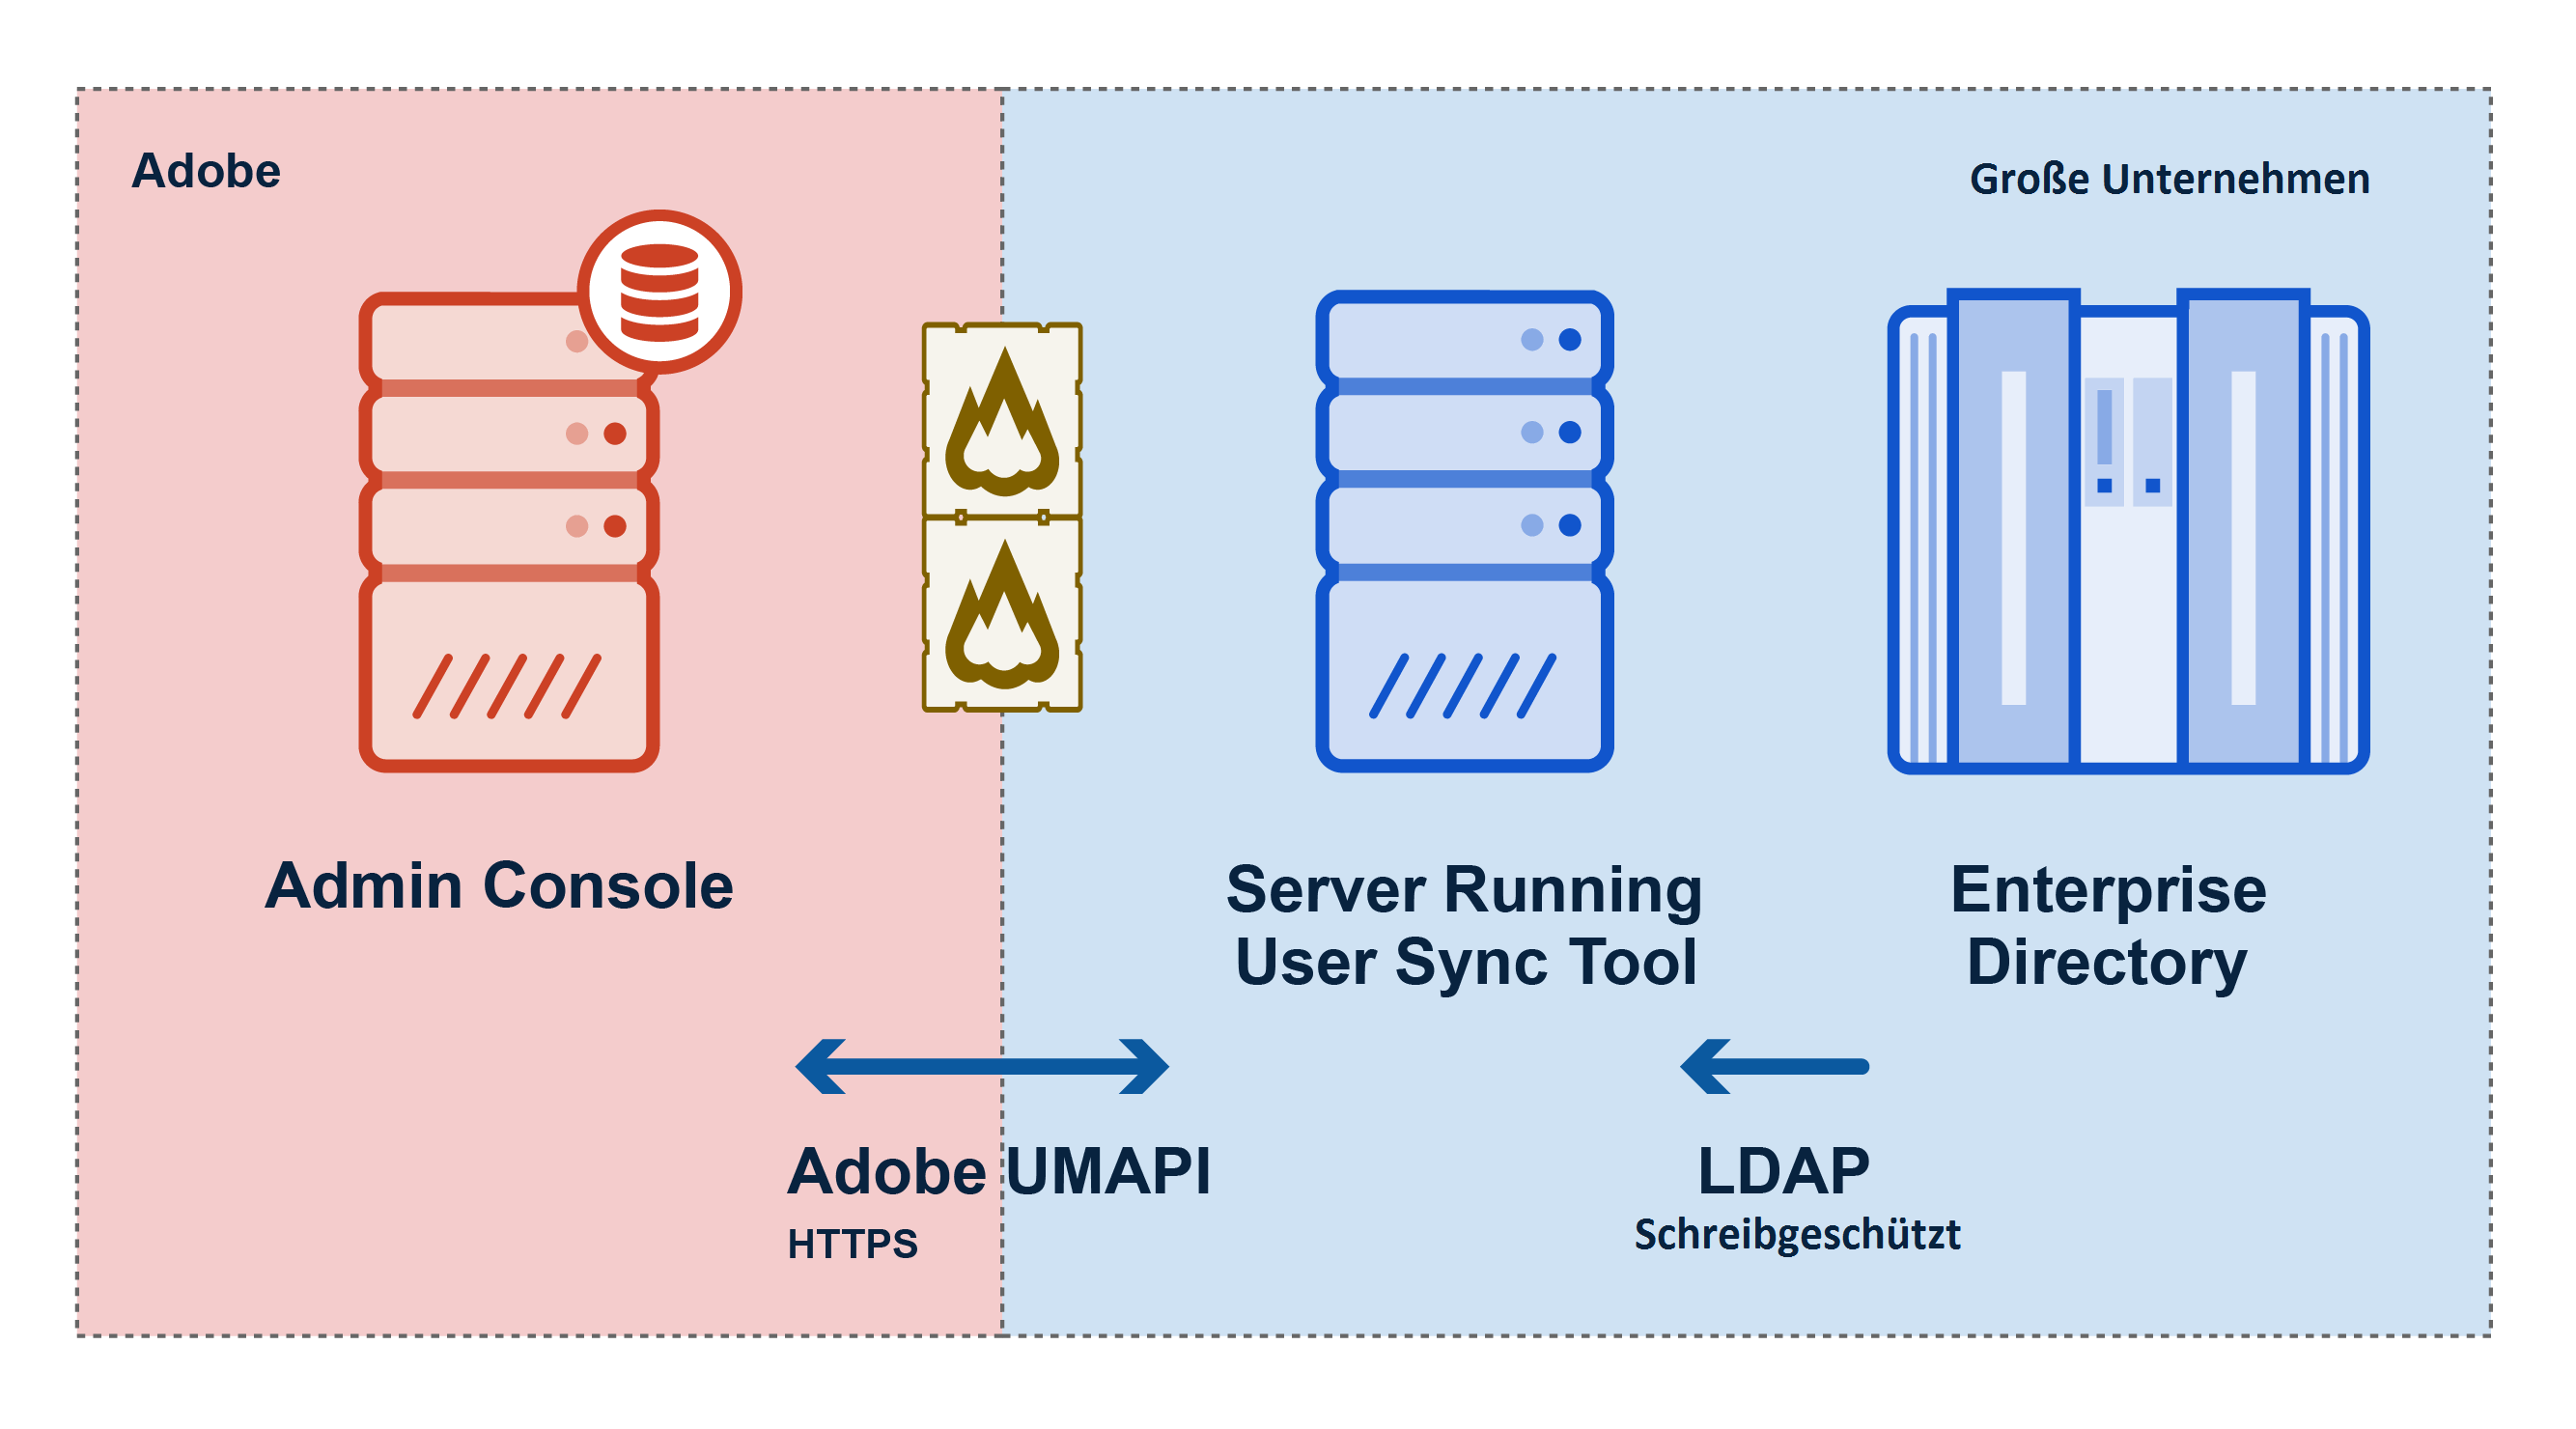 Adobe
Große Unternehmen
Admin Console
Server Running
User Sync Tool
Enterprise
Directory
Adobe UMAPI
HTTPS
LDAP
Schreibgeschützt